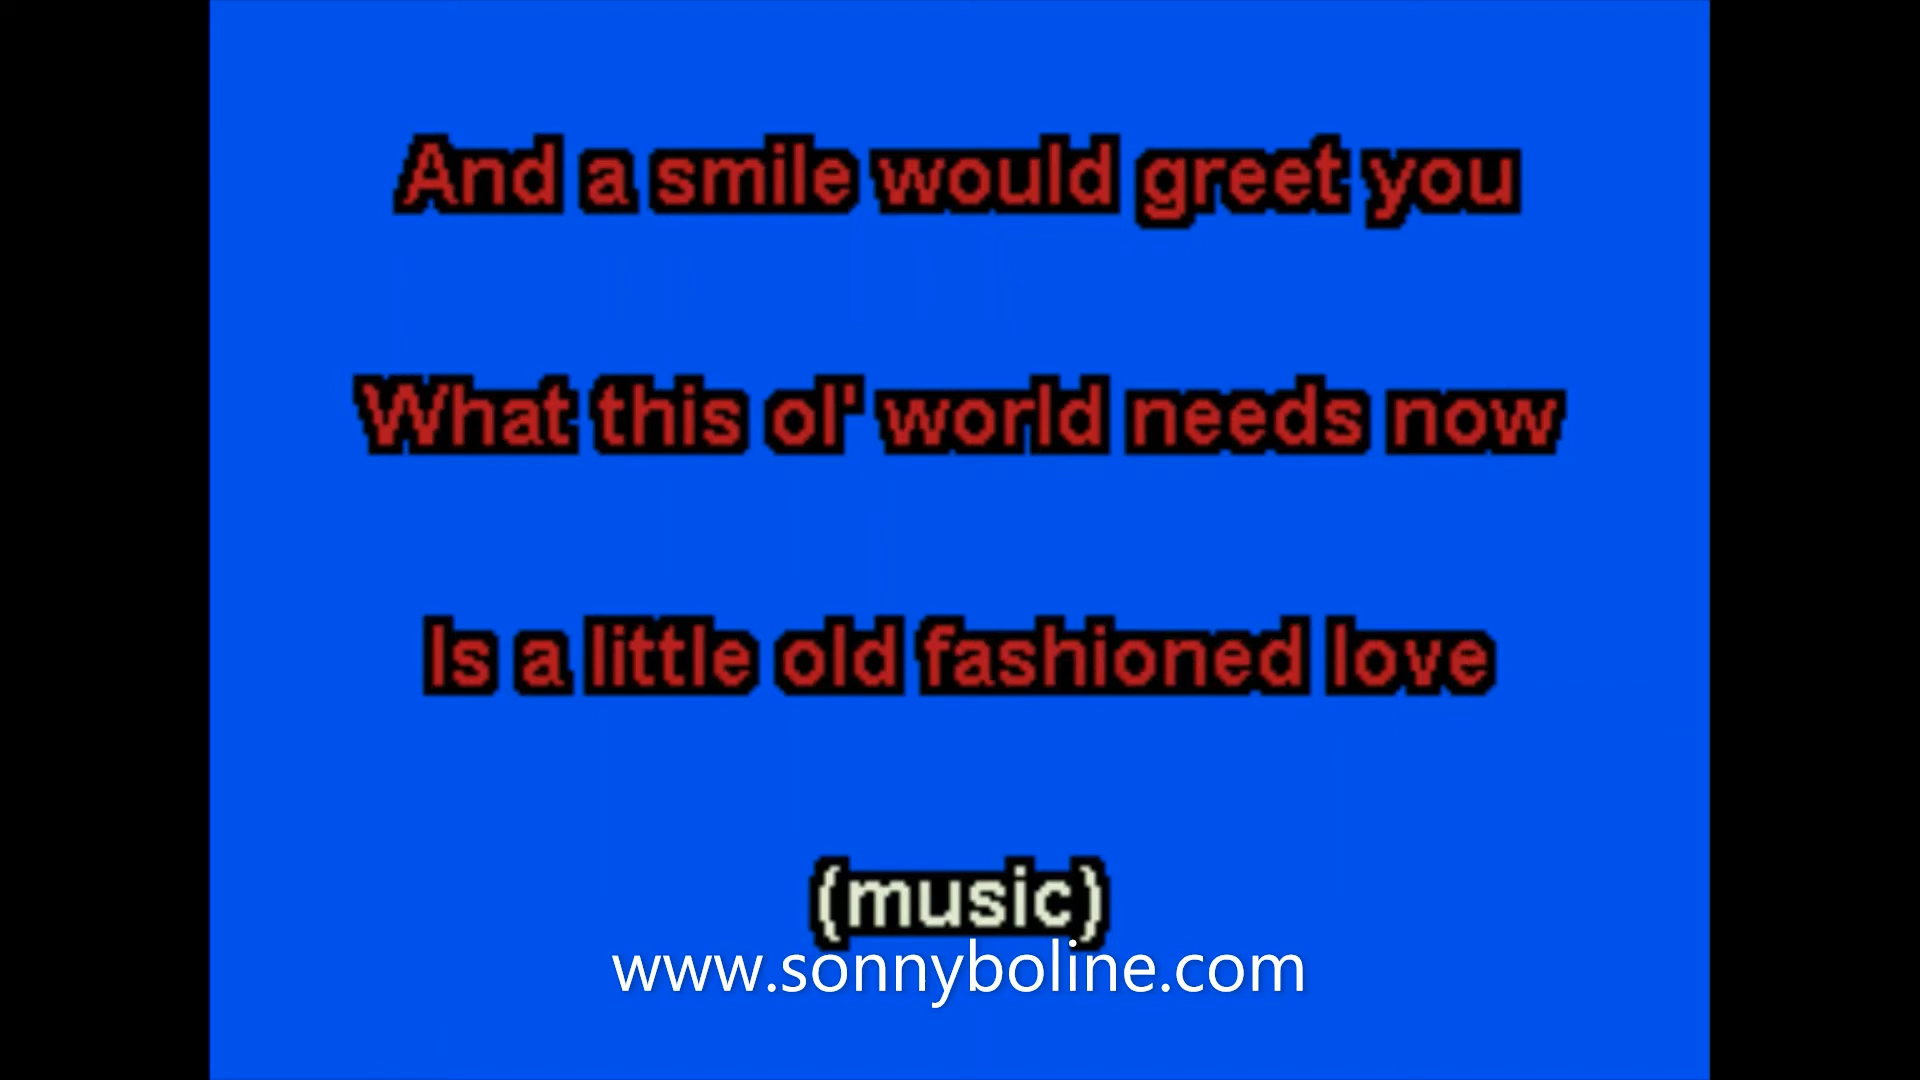 And a smile would greet you
What this ol' world needs now
Is a little old fashioned love
(music)
www.sonnyboline.com